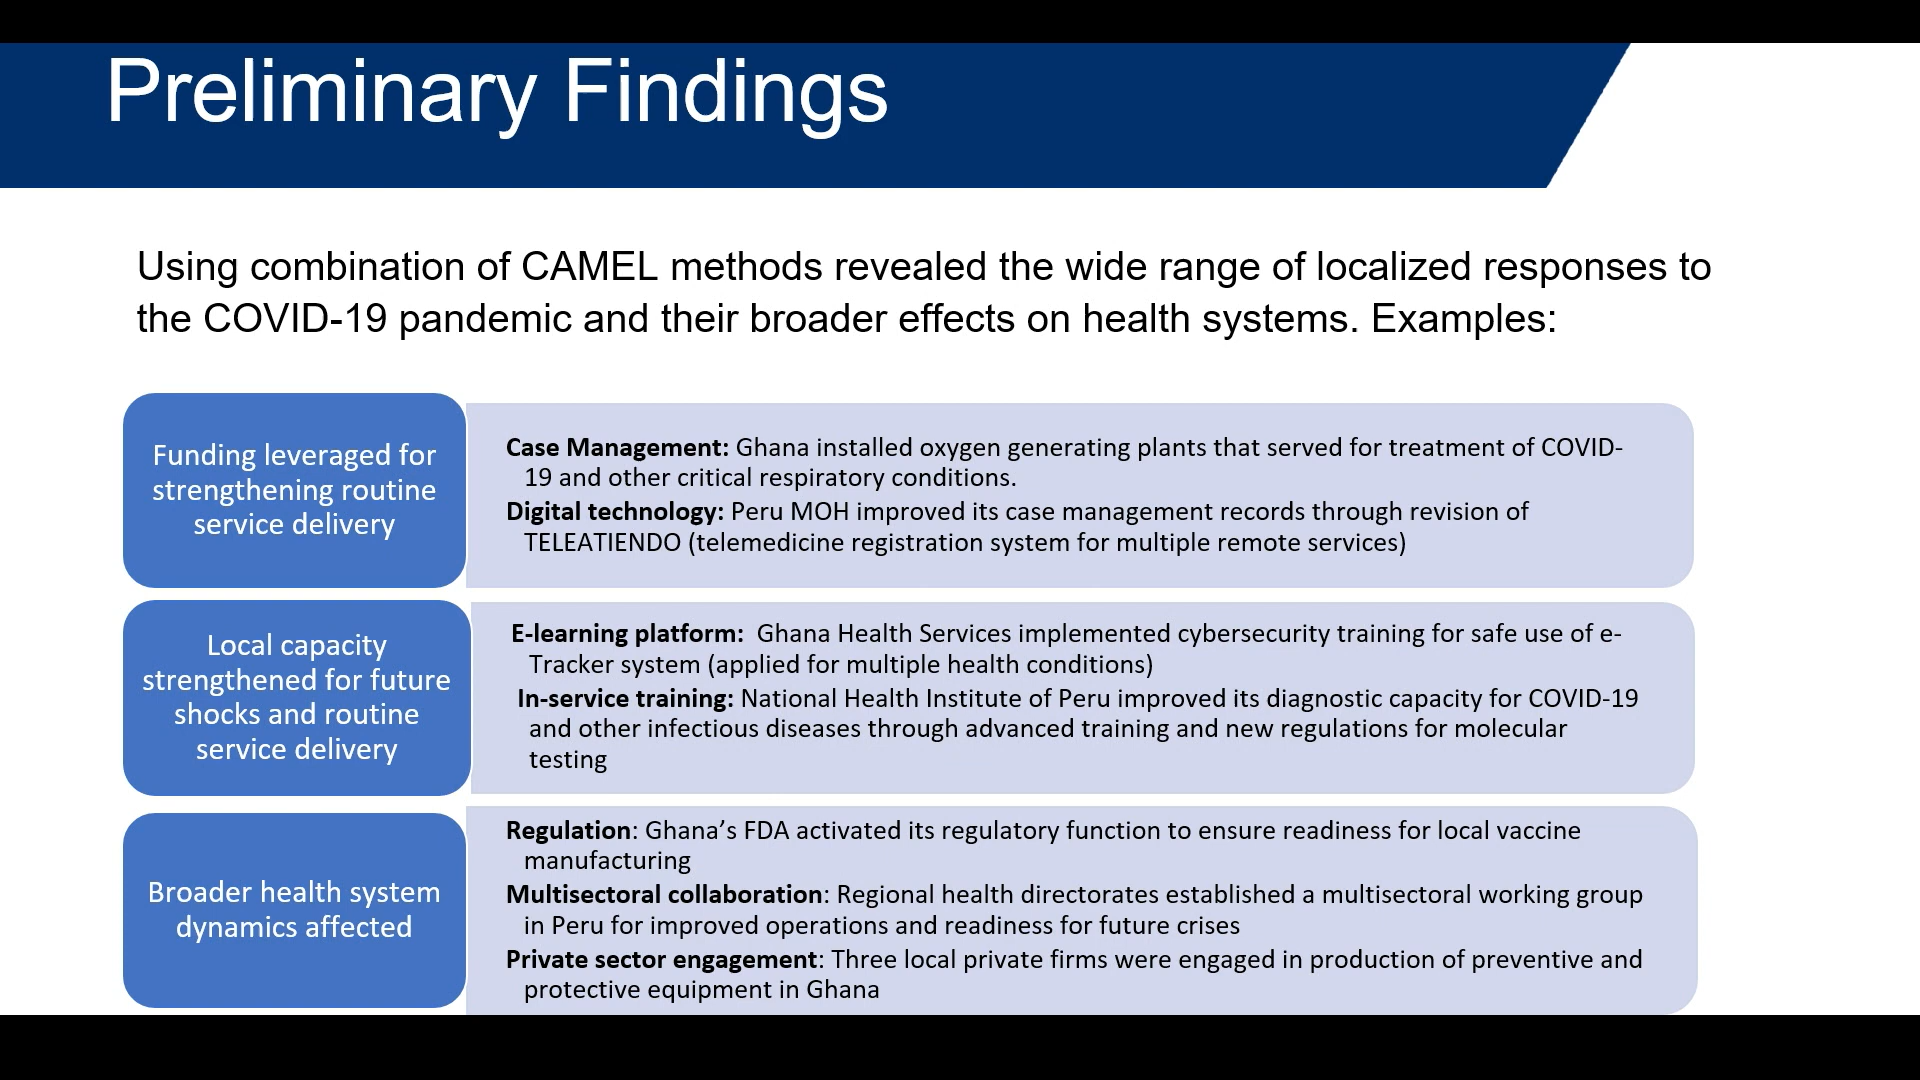 Preliminary Findings
Using combination of CAMEL methods revealed the wide range of localized responses to
the COVID-19 pandemic and their broader effects on health systems. Examples:
Funding leveraged for
strengthening routine
service delivery
Case Management: Ghana installed oxygen generating plants that served for treatment of COVID-
19 and other critical respiratory conditions.
Digital technology: Peru MOH improved its case management records through revision of
TELEATIENDO (telemedicine registration system for multiple remote services)
Local capacity
strengthened for future
shocks and routine
service delivery
E-learning platform:  Ghana Health Services implemented cybersecurity training for safe use of e-
Tracker system (applied for multiple health conditions)
In-service training: National Health Institute of Peru improved its diagnostic capacity for COVID-19
and other infectious diseases through advanced training and new regulations for molecular
testing
Broader health system
dynamics affected
Regulation: Ghana’s FDA activated its regulatory function to ensure readiness for local vaccine
manufacturing
Multisectoral collaboration: Regional health directorates established a multisectoral working group
in Peru for improved operations and readiness for future crises
Private sector engagement: Three local private firms were engaged in production of preventive and
protective equipment in Ghana